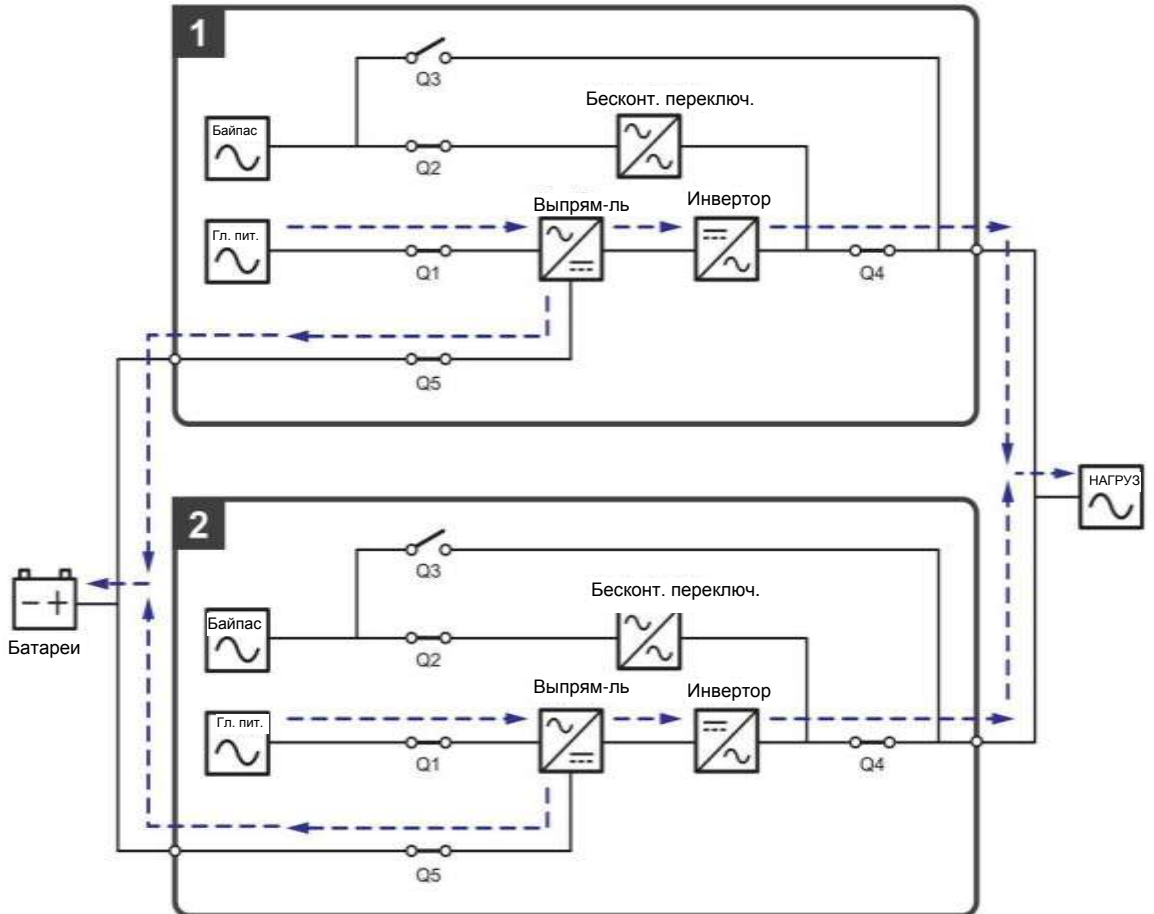 1
Q3
Бесконт. переключ.
Байпас
Q2
Выпрям-ль
Инвертор
Гл. пит.
Q1
Q4
Q5
НАГРУЗ
2
Q3
Бесконт. переключ.
Байпас
Q2
Батареи
Выпрям-ль
Инвертор
Гл. пит.
Q1
Q4
Q5